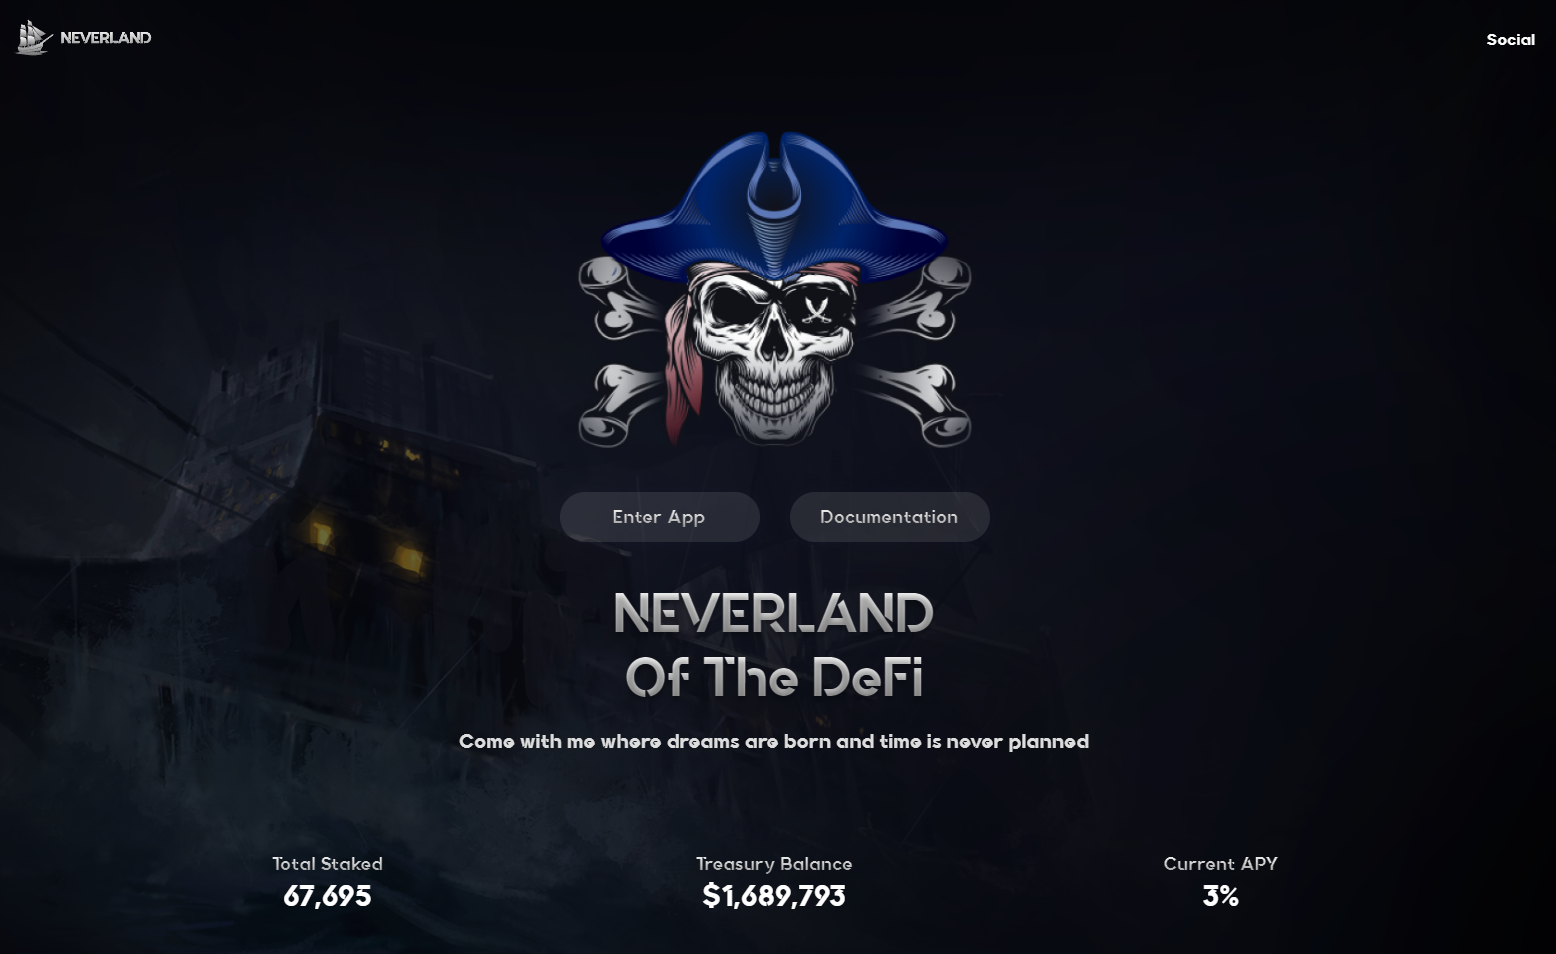 NEVERLAND
Social
Enter App
Documentation
NEVERLAND
Of The DeFi
Come with me where dreams are born and time is never planned
Total Staked
67,695
Treasury Balance
$1,689,793
Current APY
3%